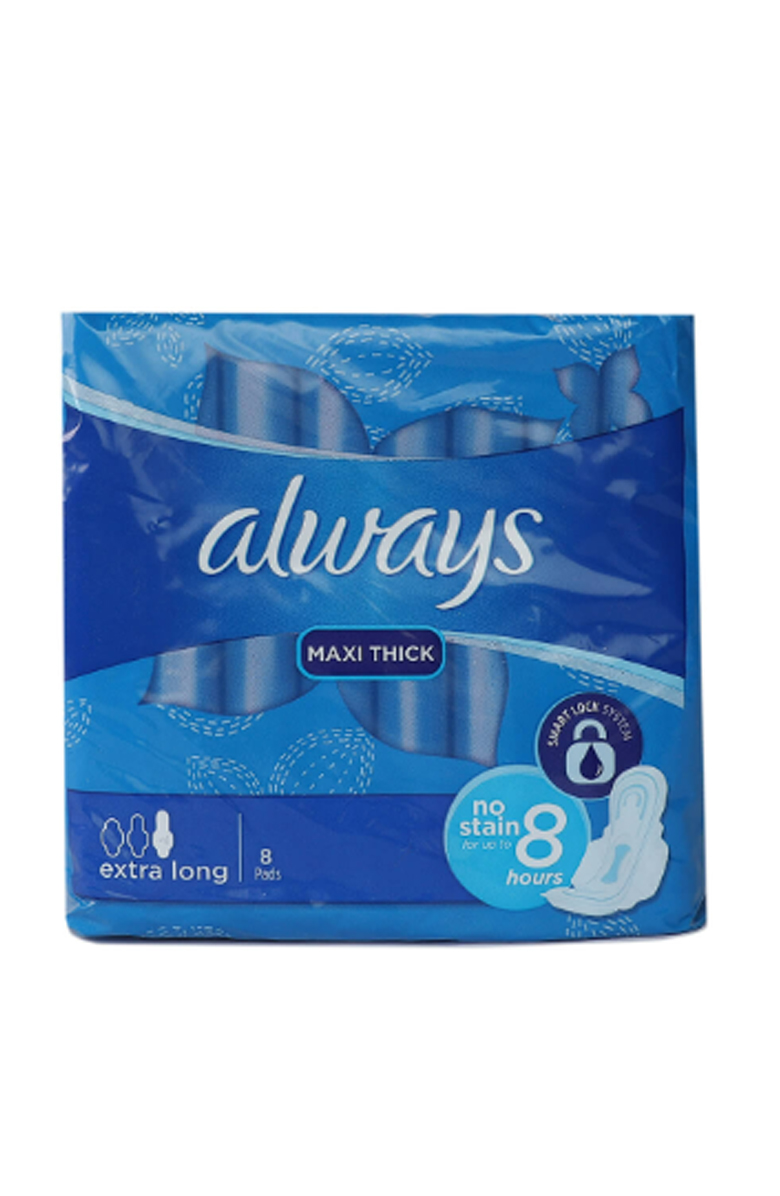 always
MAXI THICK
SMART LOCK SYSTEM
no
stain
for up to
8
hours
extra long
8
Pads